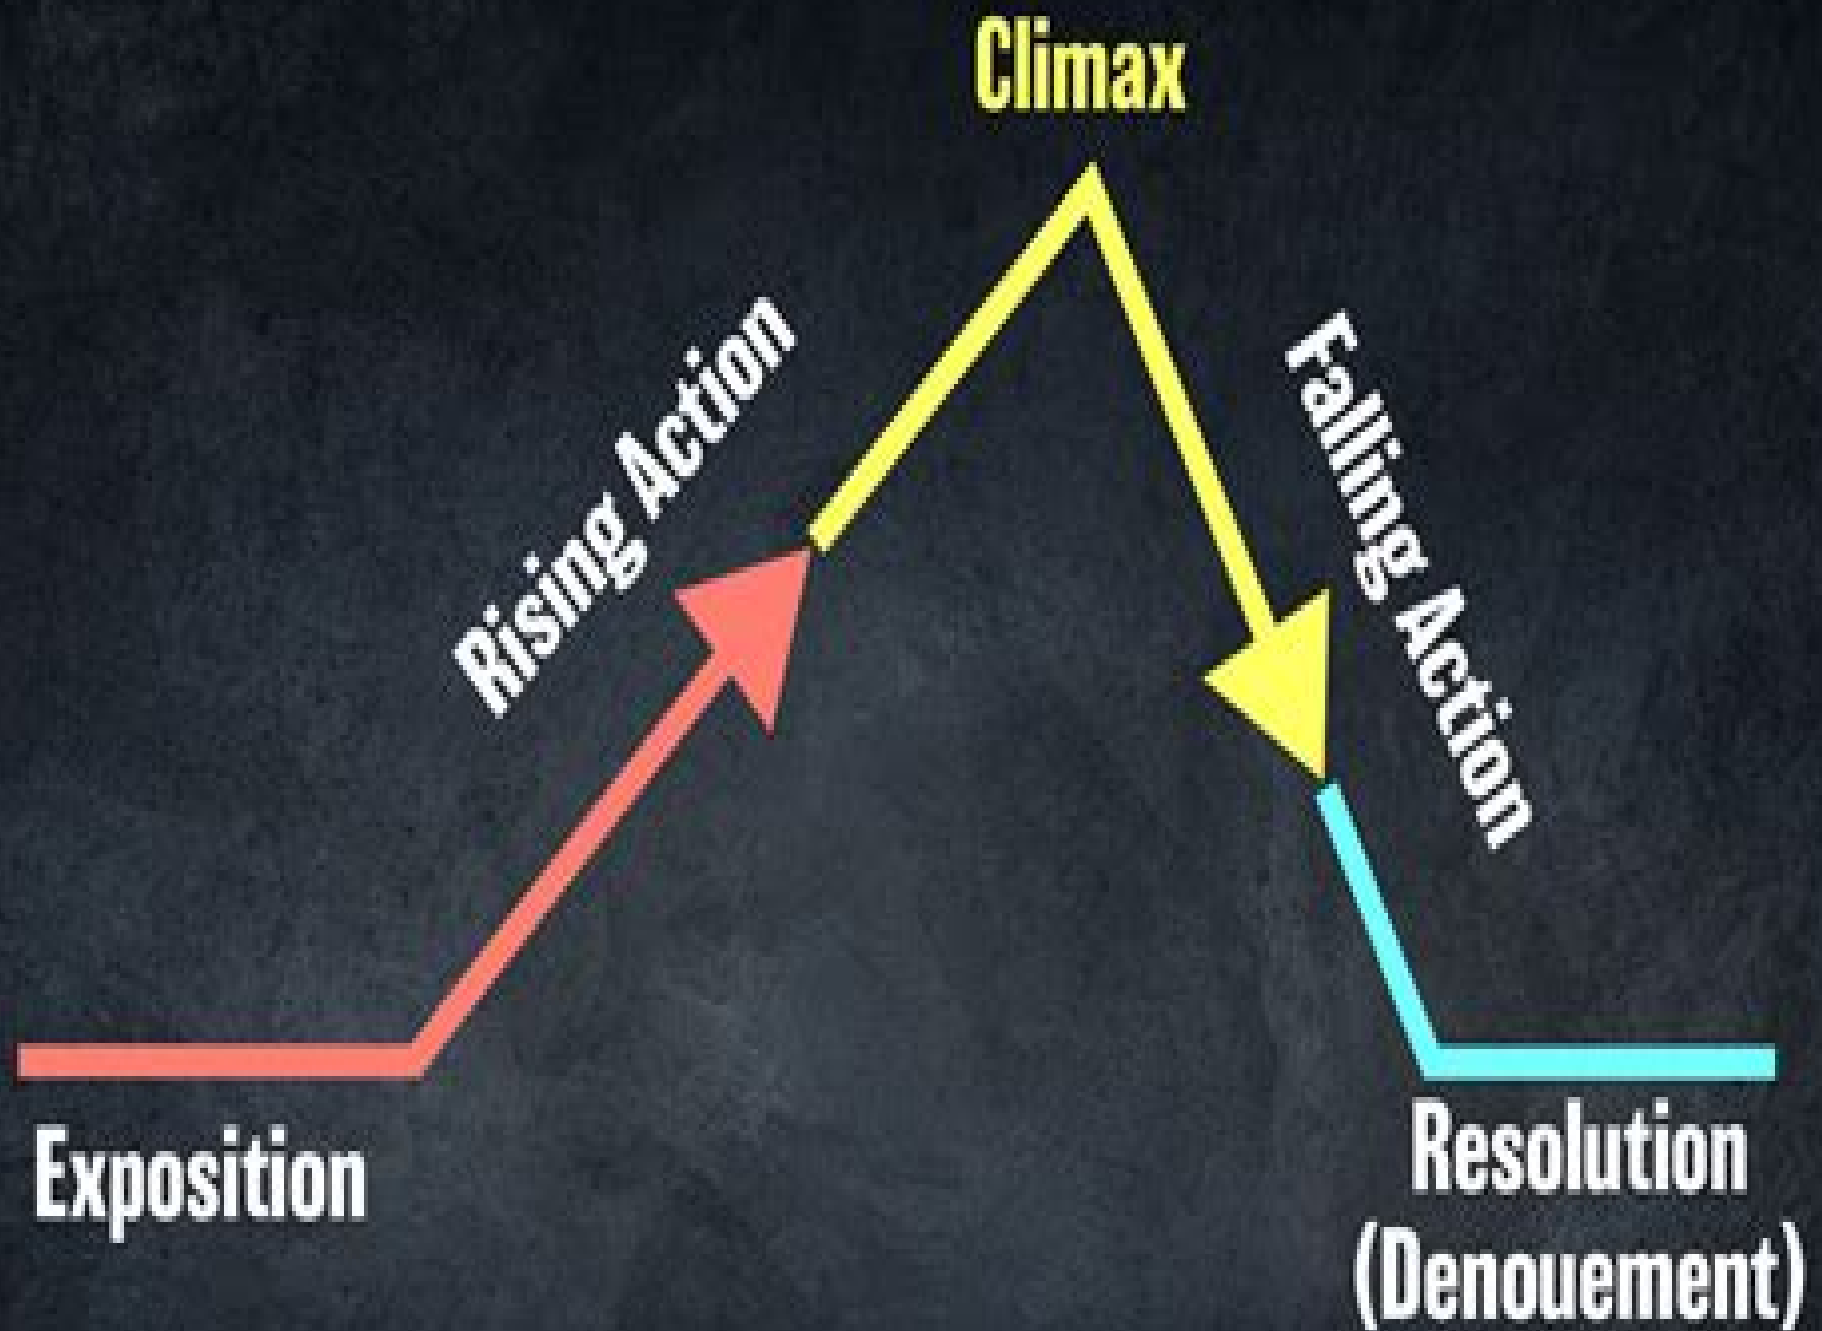 Climax
Rising Action
Falling Action
Exposition
Resolution
(Denouement)